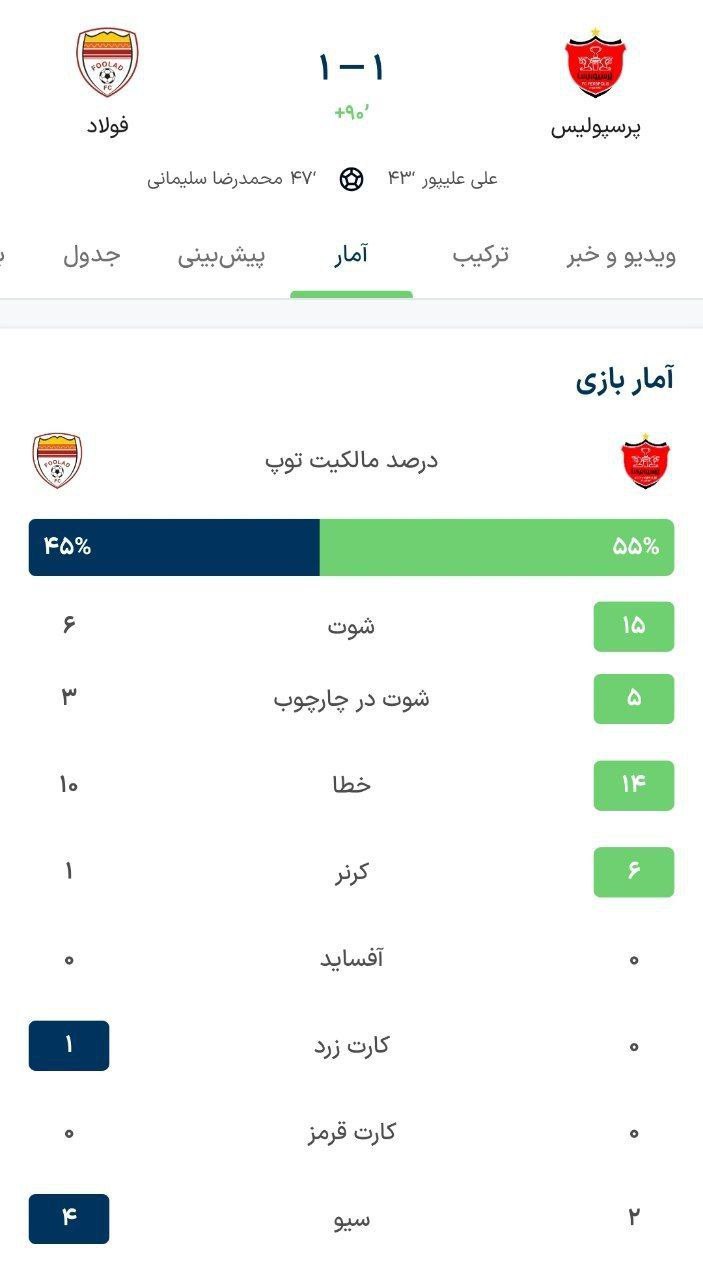 ۱ – ۱
+۹۰’
پرسپولیس
فولاد
علی علیپور ‘۴۳
‘۴۷ محمدرضا سلیمانی
ویدیو و خبر
ترکیب
آمار
پیش‌بینی
جدول
آمار بازی
درصد مالکیت توپ
۵۵% ۴۵%
۱۵ شوت ۶
۵ شوت در چارچوب ۳
۱۴ خطا ۱۰
۶ کرنر ۱
۰ آفساید ۰
۰ کارت زرد ۱
۰ کارت قرمز ۰
۲ سیو ۴
FOOLAD
FC